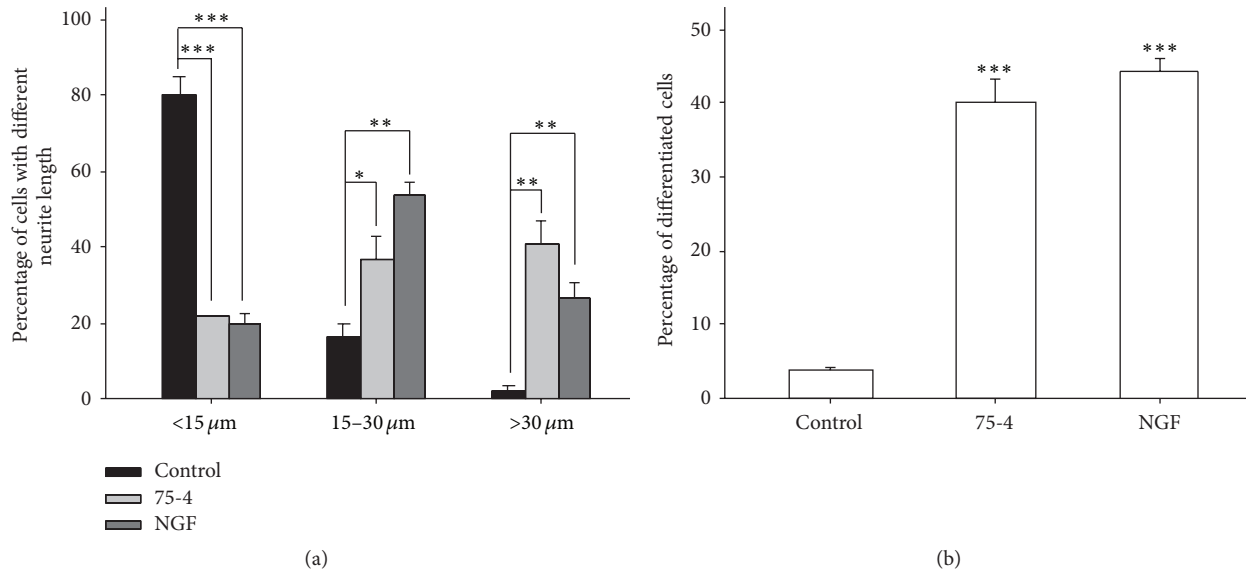 Percentage of cells with different
neurite length
100
80
60
40
20
0
***
***
**
*
**
**
<15 μm
15–30 μm
>30 μm
Control
75-4
NGF
(a)
Percentage of differentiated cells
50
40
30
20
10
0
***
***
Control
75-4
NGF
(b)